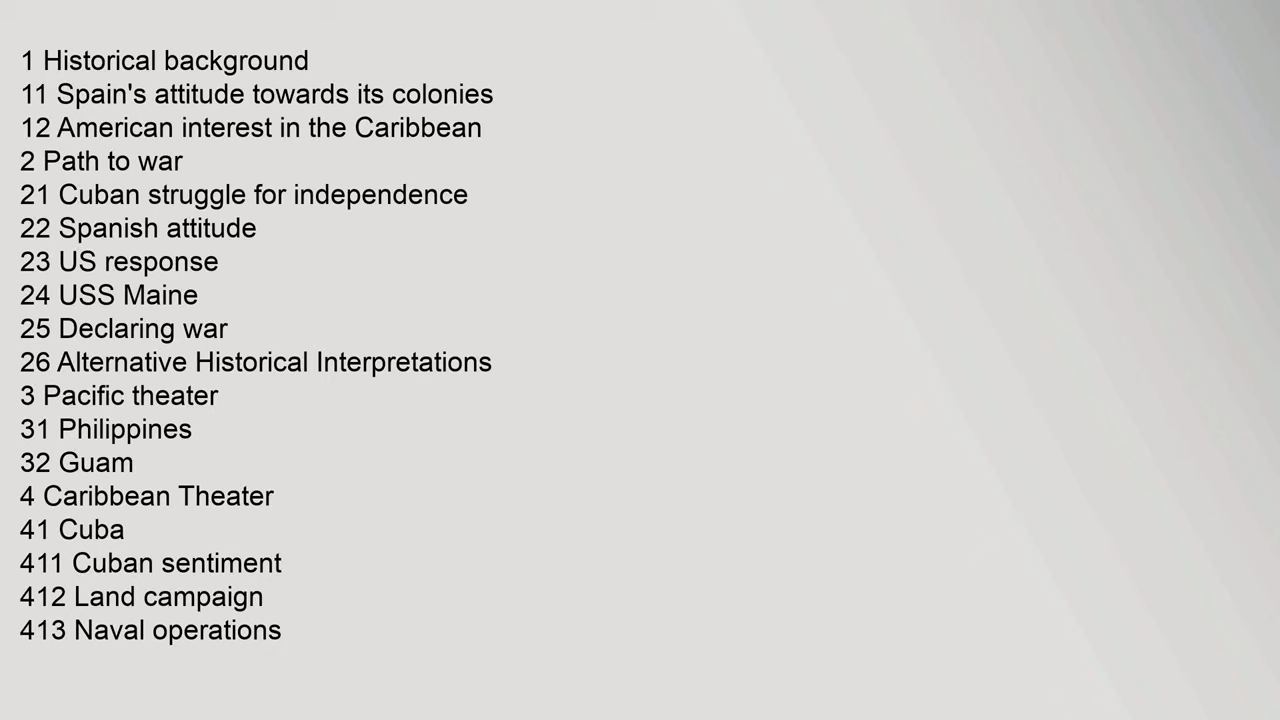 1 Historical background
11 Spain's attitude towards its colonies
12 American interest in the Caribbean
2 Path to war
21 Cuban struggle for independence
22 Spanish attitude
23 US response
24 USS Maine
25 Declaring war
26 Alternative Historical Interpretations
3 Pacific theater
31 Philippines
32 Guam
4 Caribbean Theater
41 Cuba
411 Cuban sentiment
412 Land campaign
413 Naval operations